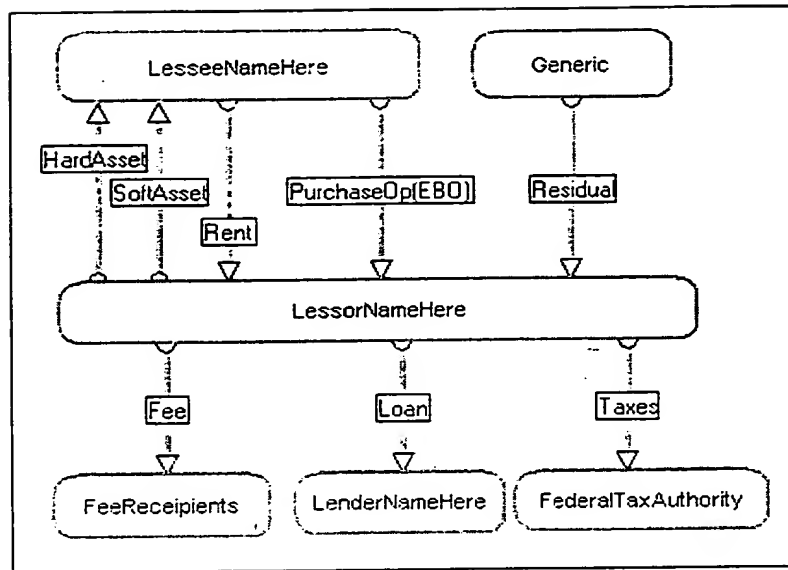 LesseeNameHere
Generic
HardAsset
SoftAsset
PurchaseOp(EBO)
Residual
Rent
LessorNameHere
Fee
Loan
Taxes
FeeReceipients
LenderNameHere
FederalTaxAuthority